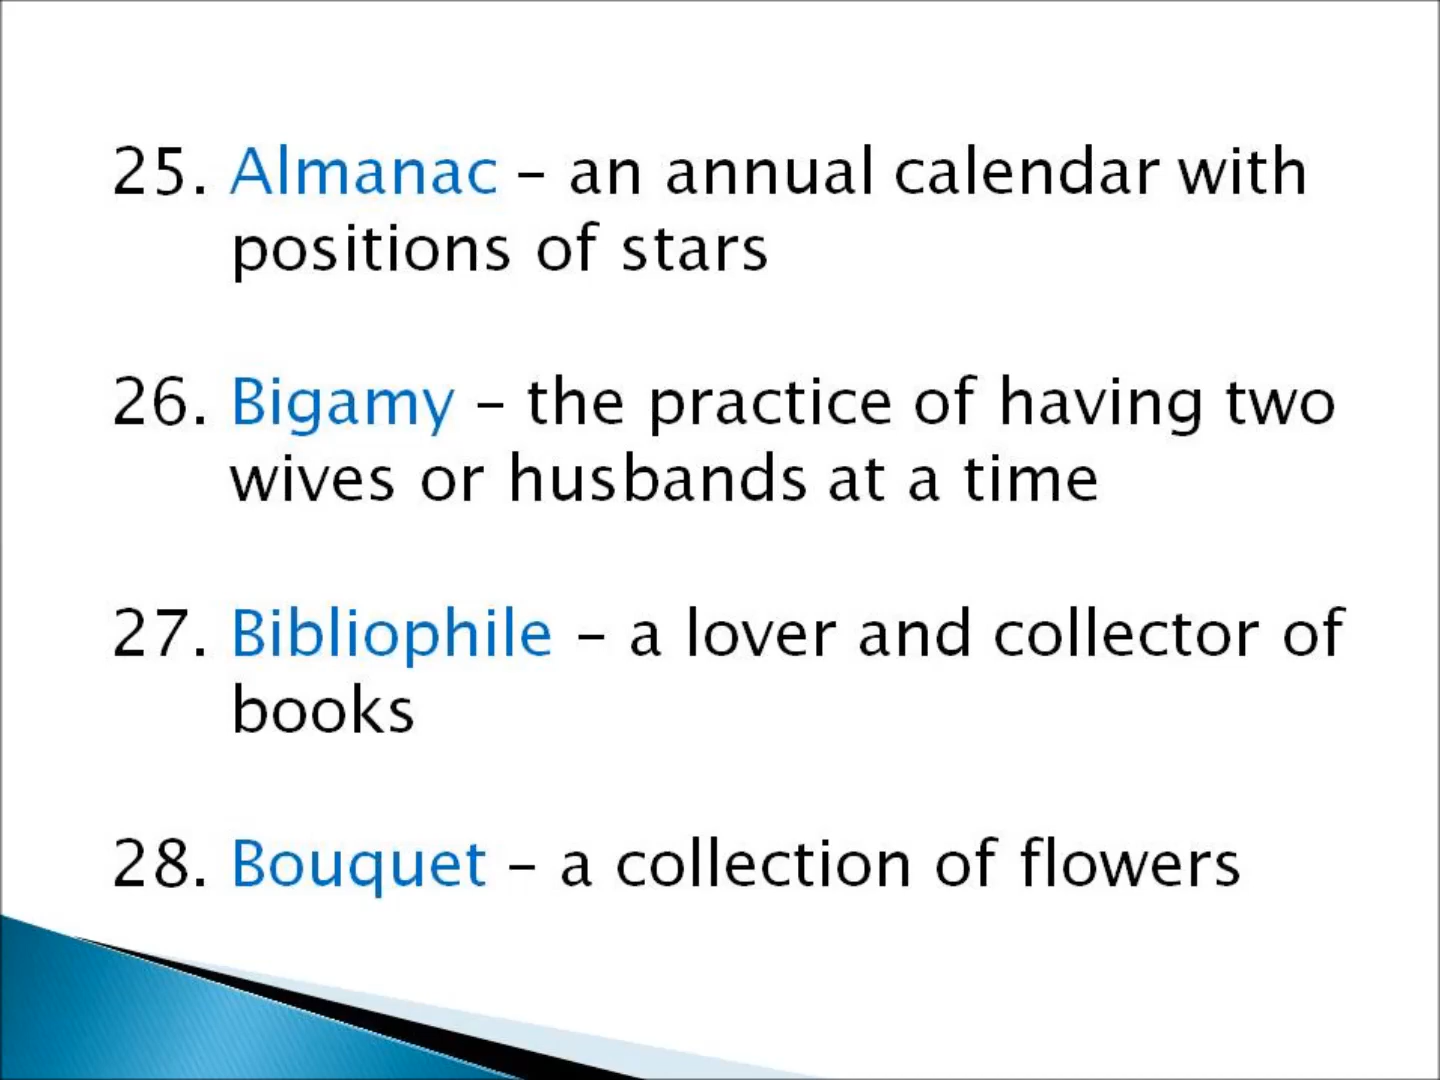 25. Almanac – an annual calendar with
positions of stars
26. Bigamy – the practice of having two
wives or husbands at a time
27. Bibliophile – a lover and collector of
books
28. Bouquet – a collection of flowers